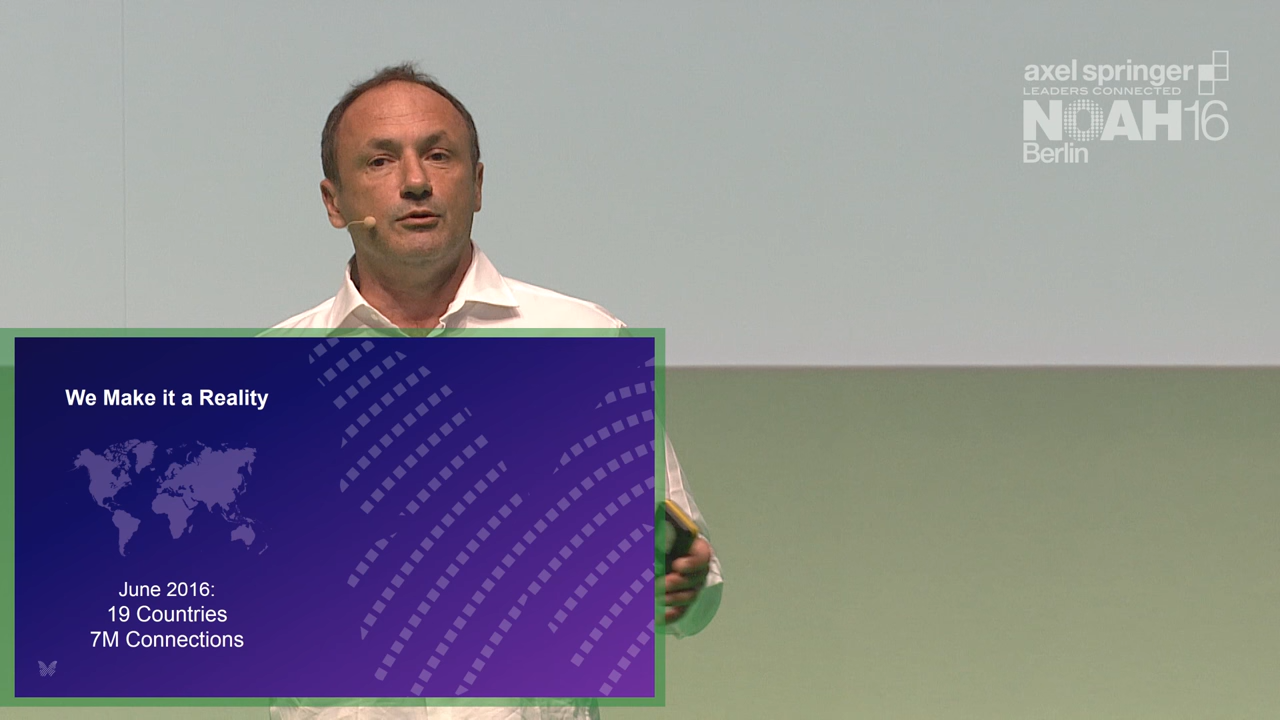 axel springer
LEADERS CONNECTED
NOAH16
Berlin
We Make it a Reality
June 2016:
19 Countries
7M Connections